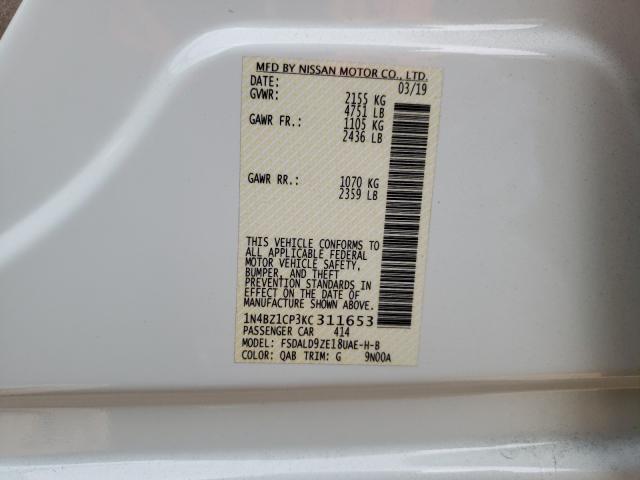 MFD BY NISSAN MOTOR CO., LTD.
DATE: 03/19
GVWR: 2155 KG
4751 LB
GAWR FR.: 1105 KG
2436 LB
GAWR RR.: 1070 KG
2359 LB
THIS VEHICLE CONFORMS TO
ALL APPLICABLE FEDERAL
MOTOR VEHICLE SAFETY,
BUMPER, AND THEFT
PREVENTION STANDARDS IN
EFFECT ON THE DATE OF
MANUFACTURE SHOWN ABOVE.
1N4BZ1CP3KC311653
PASSENGER CAR 414
MODEL: FSDALD9ZE18UAE-H-B
COLOR: QAB TRIM: G 9N00A